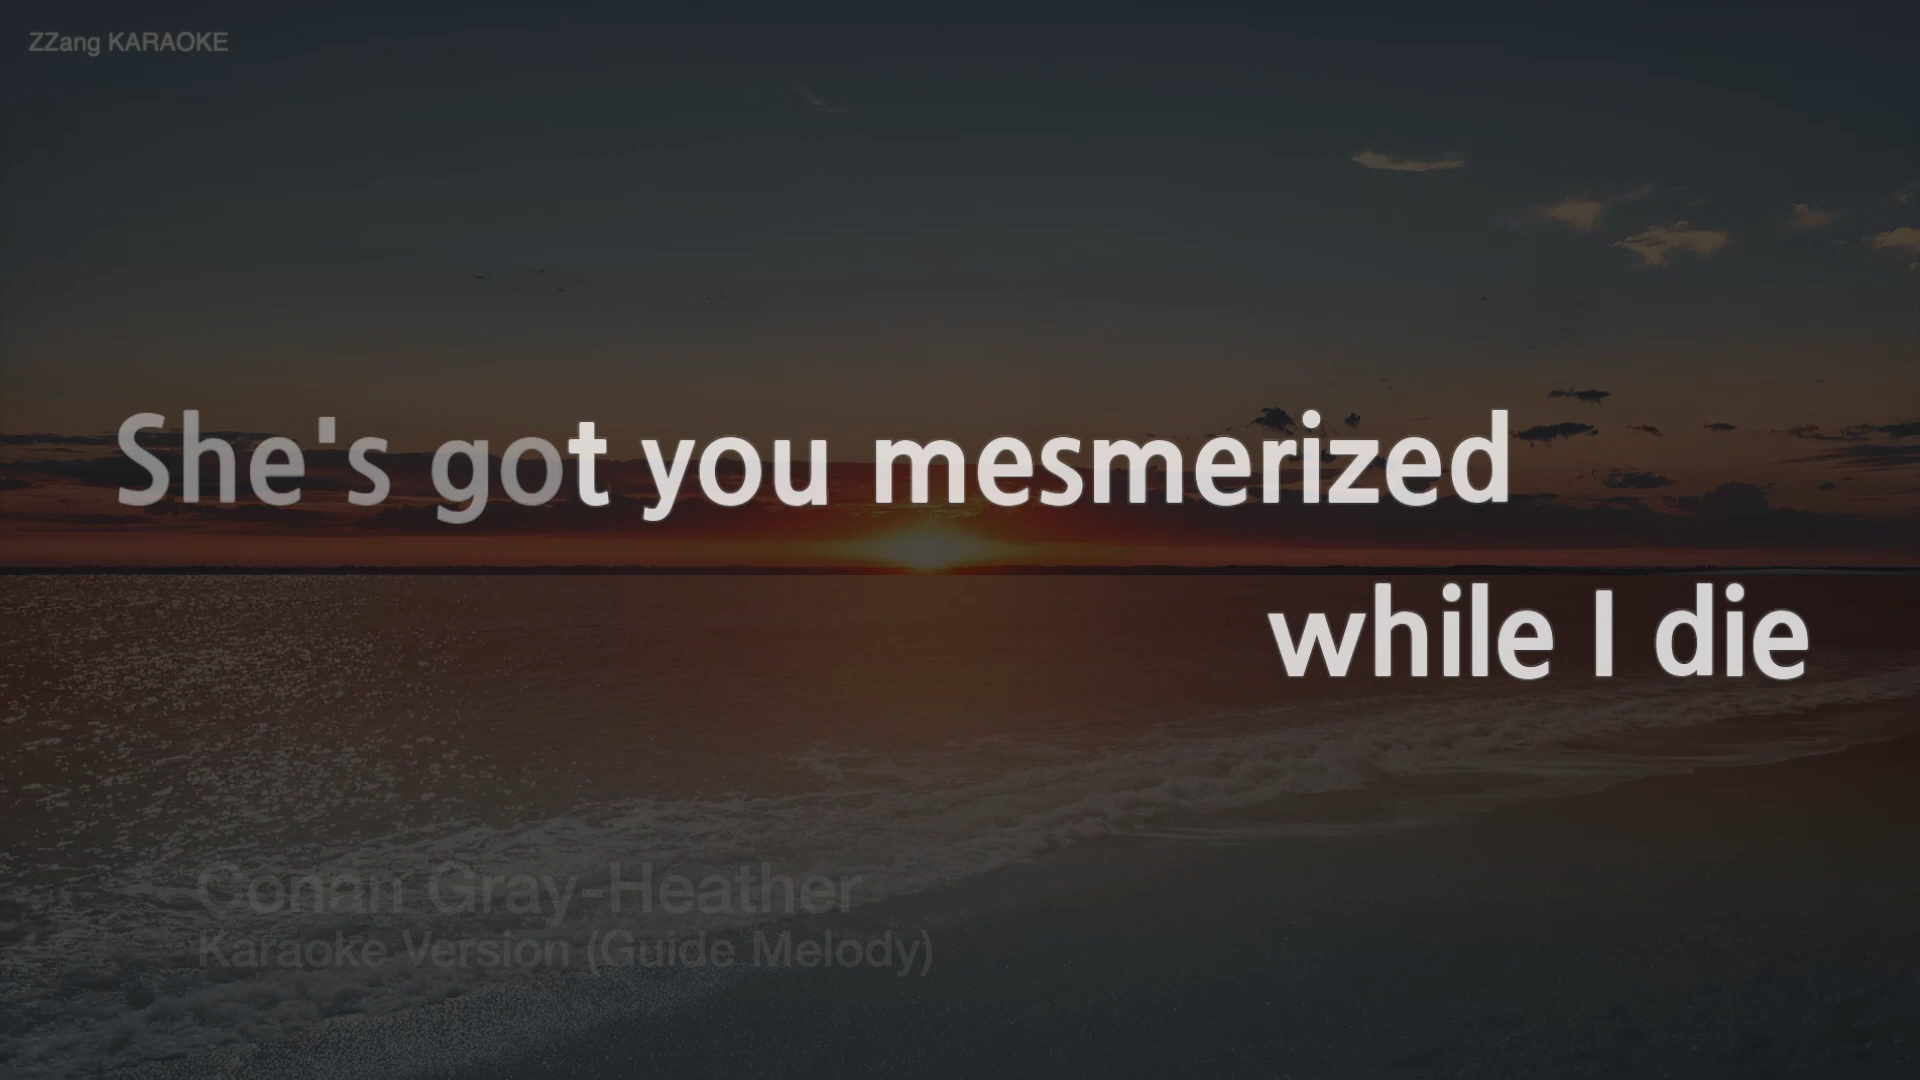 ZZang KARAOKE
She's got you mesmerized
while I die
Conan Gray-Heather
Karaoke Version (Guide Melody)